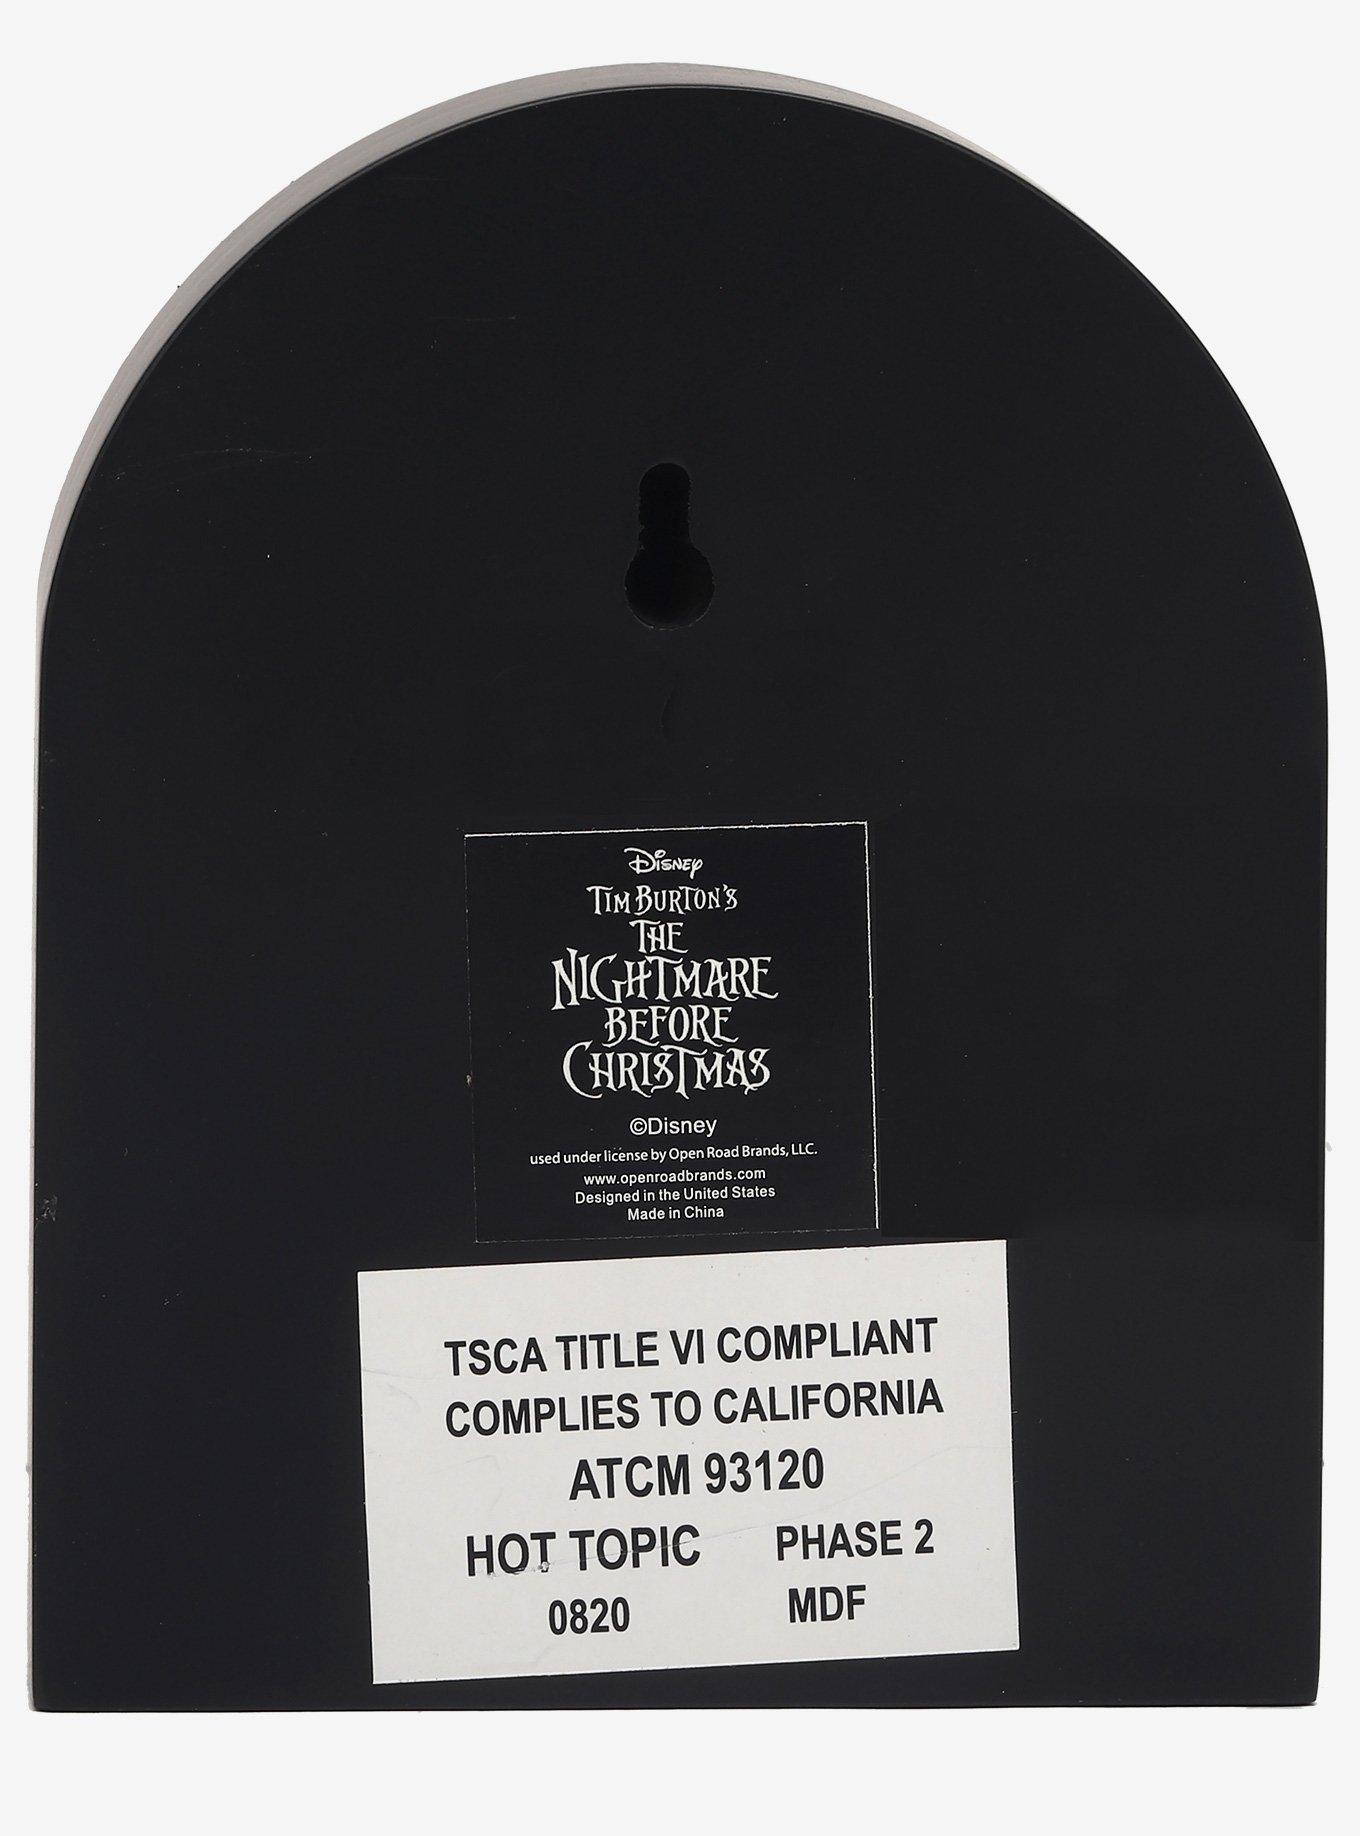 Disney
TIM BURTON'S
THE
NIGHTMARE
BEFORE
CHRISTMAS
©Disney
used under license by Open Road Brands, LLC.
www.openroadbrands.com
Designed in the United States
Made in China
TSCA TITLE VI COMPLIANT
COMPLIES TO CALIFORNIA
ATCM 93120
HOT TOPIC PHASE 2
0820 MDF